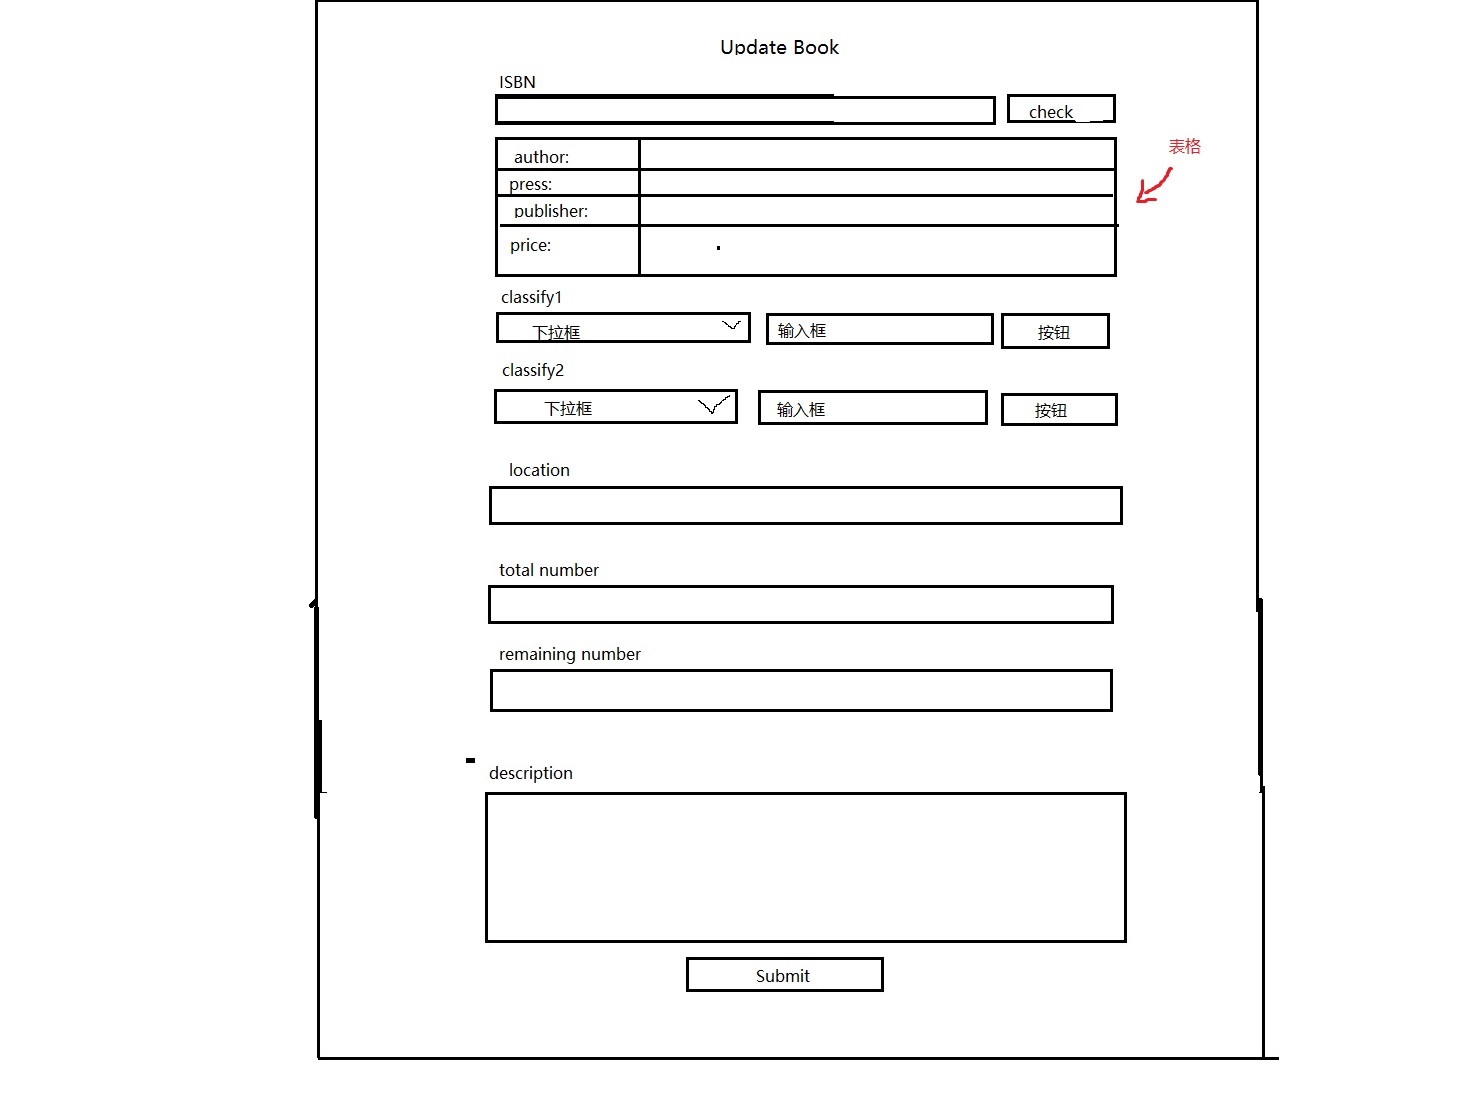 Update Book
ISBN
check
表格
author:
press:
publisher:
price:
classify1
下拉框 输入框 按钮
classify2
下拉框 输入框 按钮
location
total number
remaining number
description
Submit